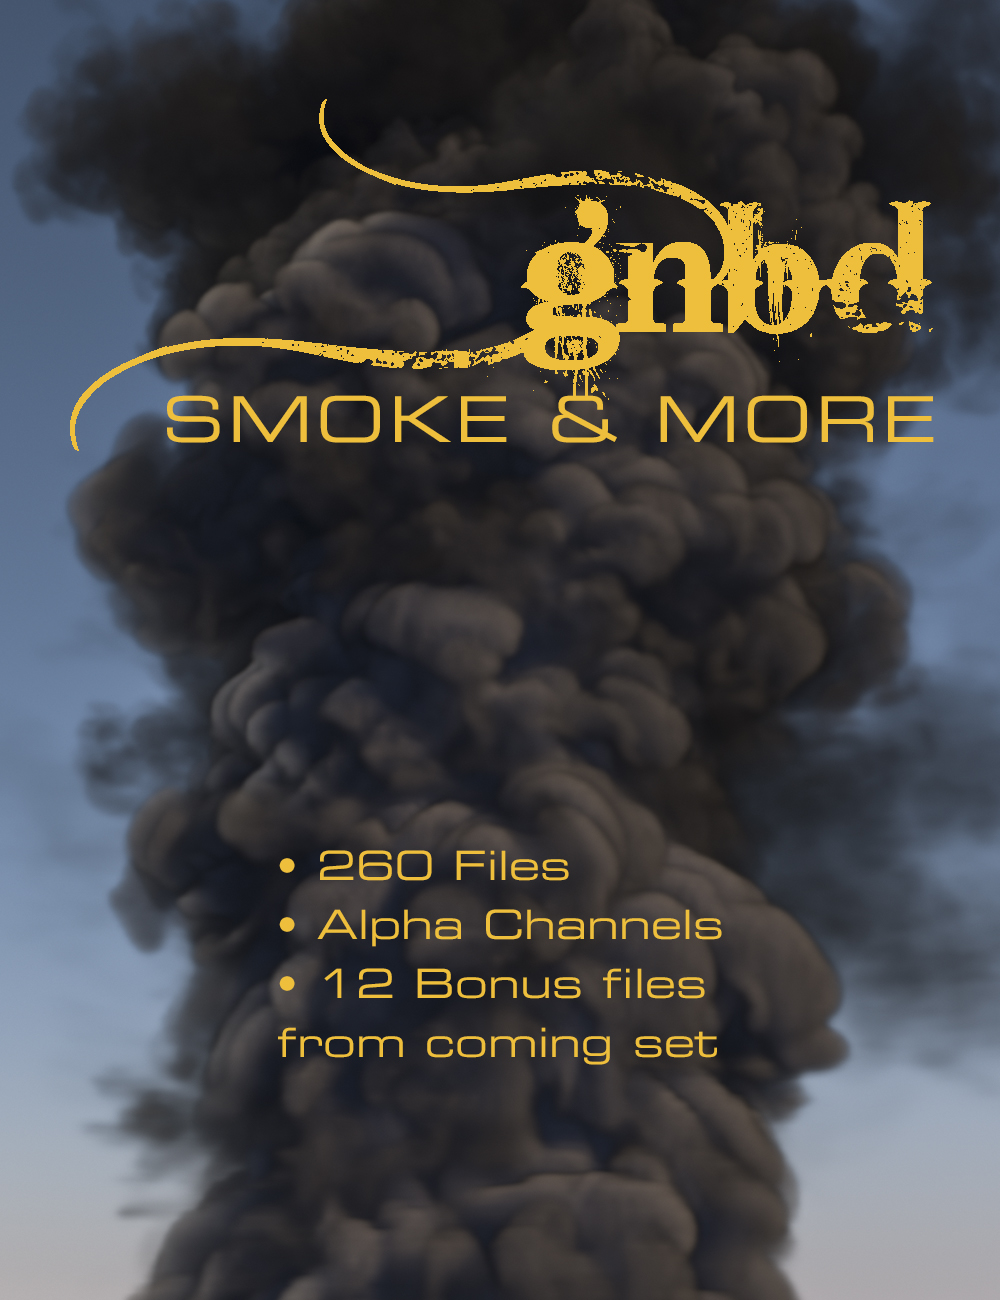 gnbd
SMOKE & MORE
• 260 Files
• Alpha Channels
• 12 Bonus files
from coming set